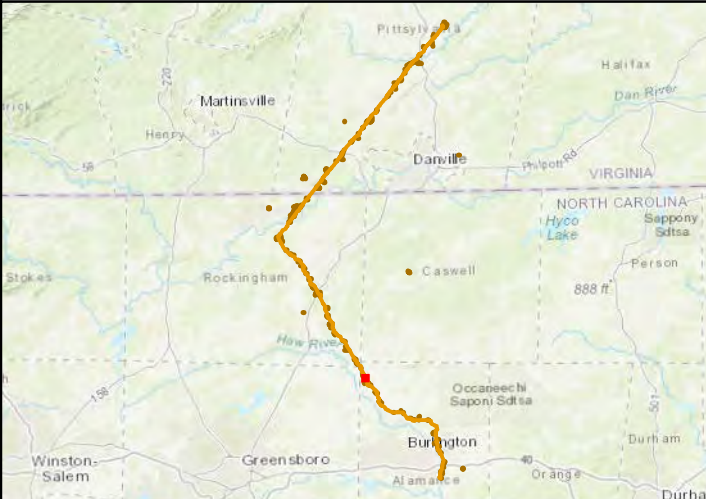 Pittsylvania
Halifax
220
rick
Martinsville
Dan River
Henry
58
Danville
Philpott Rd
VIRGINIA
NORTH CAROLINA
Hyco
Lake
Sappony
Sdtsa
Stokes
Rockingham
Caswell
Person
888 ft
Haw River
h
158
Occaneechi
Saponi Sdtsa
501
Burlington
Durham
Winston-
Salem
Greensboro
40
Alamance
Orange
Durha